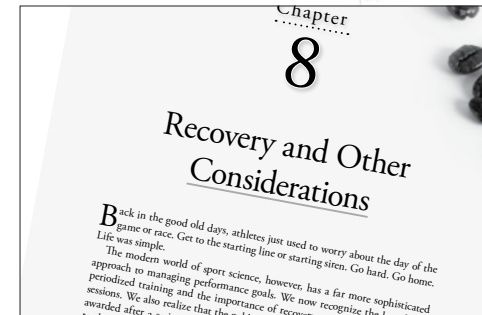 Chapter
8
Recovery and Other
Considerations
Back in the good old days, athletes just used to worry about the day of the
game or race. Get to the starting line or starting siren. Go hard. Go home.
Life was simple.
The modern world of sport science, however, has a far more sophisticated
approach to managing performance goals. We now recognize the
periodized training and the importance of
sessions. We also realize that the
awarded after a